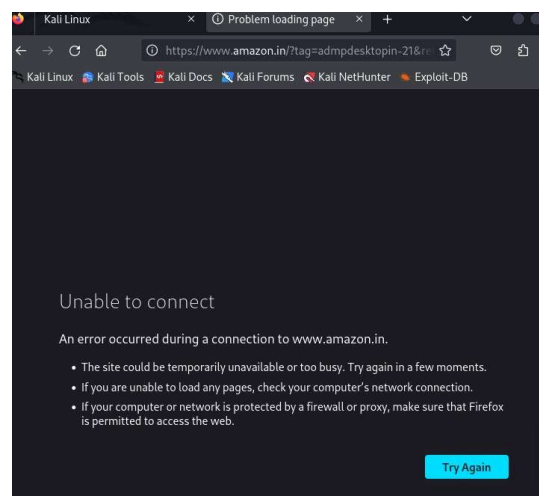 Kali Linux
Problem loading page
https://www.amazon.in/?tag=admpdesktopin-21&re
Kali Linux Kali Tools Kali Docs Kali Forums Kali NetHunter Exploit-DB
Unable to connect
An error occurred during a connection to www.amazon.in.
• The site could be temporarily unavailable or too busy. Try again in a few moments.
• If you are unable to load any pages, check your computer's network connection.
• If your computer or network is protected by a firewall or proxy, make sure that Firefox
is permitted to access the web.
Try Again